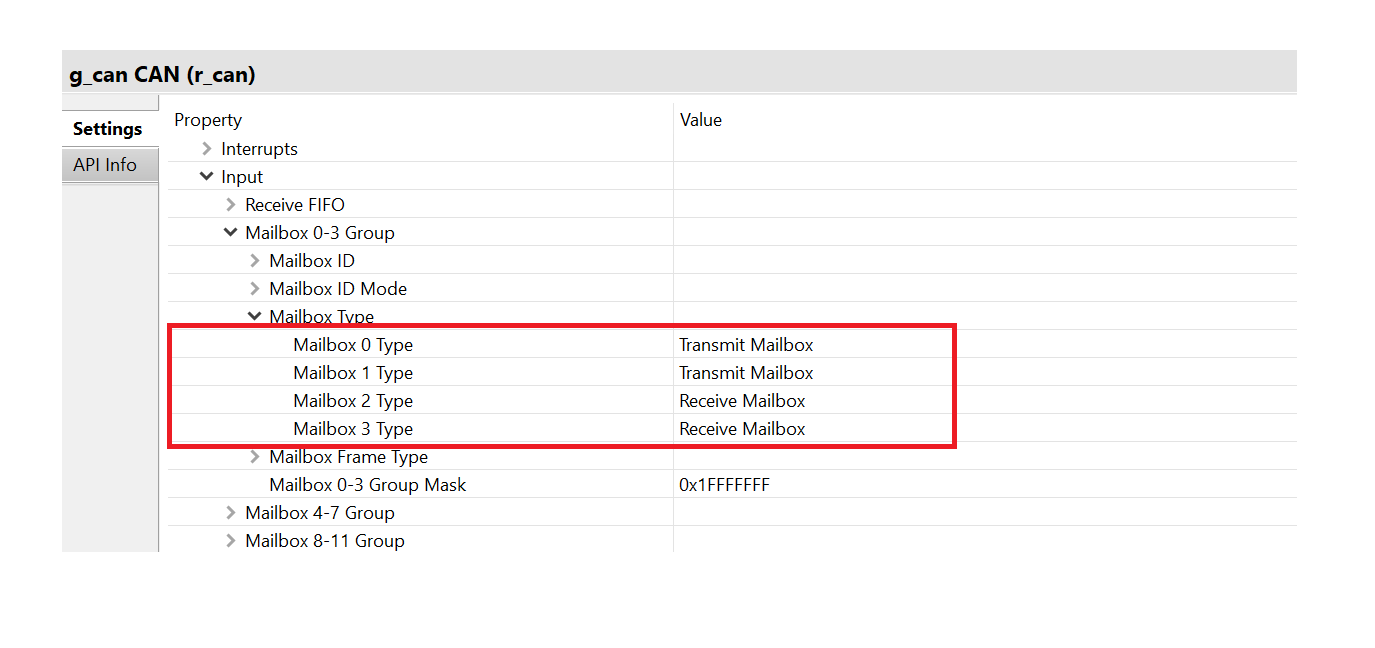 g_can CAN (r_can)
Settings
API Info
Property Value
Interrupts
Input
Receive FIFO
Mailbox 0-3 Group
Mailbox ID
Mailbox ID Mode
Mailbox Type
Mailbox 0 Type Transmit Mailbox
Mailbox 1 Type Transmit Mailbox
Mailbox 2 Type Receive Mailbox
Mailbox 3 Type Receive Mailbox
Mailbox Frame Type
Mailbox 0-3 Group Mask 0x1FFFFFFF
Mailbox 4-7 Group
Mailbox 8-11 Group